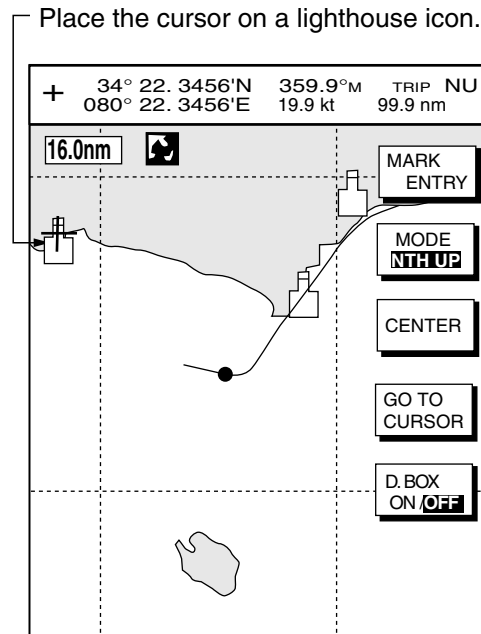 Place the cursor on a lighthouse icon.
+ 34° 22. 3456'N 359.9°M TRIP NU
080° 22. 3456'E 19.9 kt 99.9 nm
16.0nm
MARK
ENTRY
MODE
NTH UP
CENTER
GO TO
CURSOR
D. BOX
ON /OFF